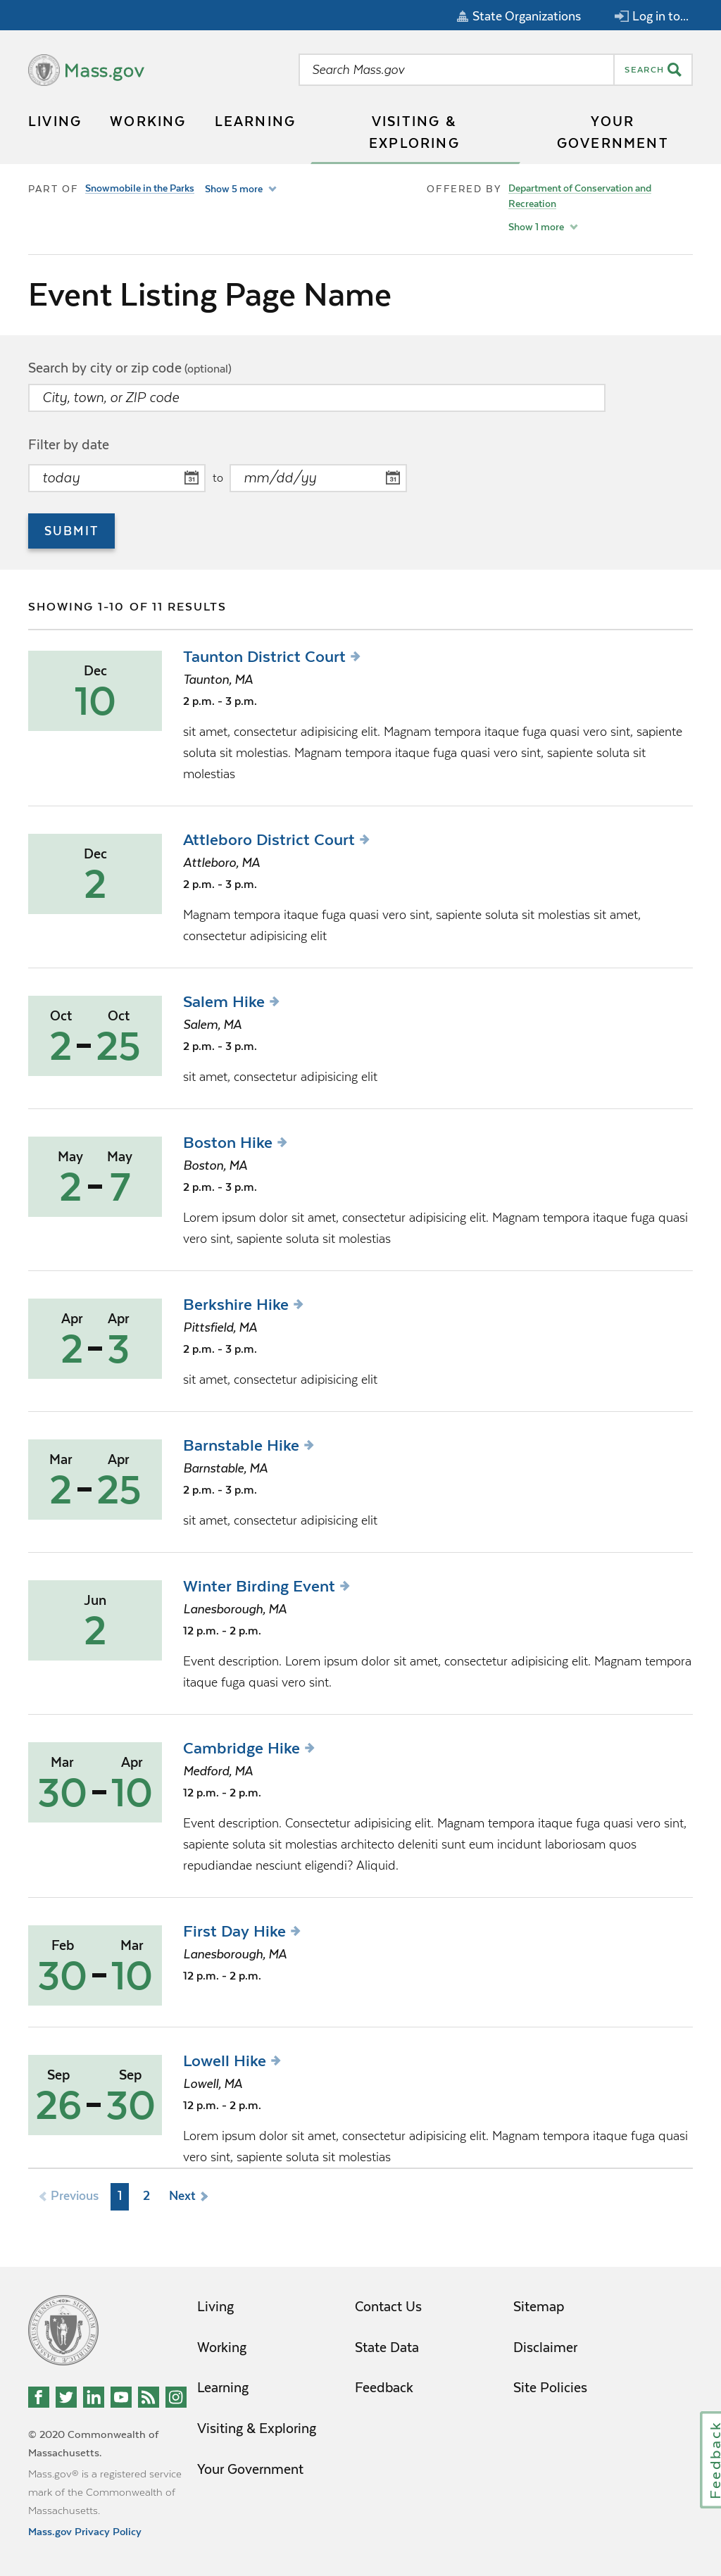 State Organizations
Log in to...
Mass.gov
Search Mass.gov
SEARCH
LIVING
WORKING
LEARNING
VISITING &
EXPLORING
YOUR
GOVERNMENT
PART OF
Snowmobile in the Parks
Show 5 more
OFFERED BY
Department of Conservation and
Recreation
Show 1 more
Event Listing Page Name
Search by city or zip code (optional)
City, town, or ZIP code
Filter by date
today
31
to
mm/dd/yy
31
SUBMIT
SHOWING 1-10 OF 11 RESULTS
Dec
10
Taunton District Court
Taunton, MA
2 p.m. - 3 p.m.
sit amet, consectetur adipisicing elit. Magnam tempora itaque fuga quasi vero sint, sapiente
soluta sit molestias. Magnam tempora itaque fuga quasi vero sint, sapiente soluta sit
molestias
Dec
2
Attleboro District Court
Attleboro, MA
2 p.m. - 3 p.m.
Magnam tempora itaque fuga quasi vero sint, sapiente soluta sit molestias sit amet,
consectetur adipisicing elit
Oct Oct
2-25
Salem Hike
Salem, MA
2 p.m. - 3 p.m.
sit amet, consectetur adipisicing elit
May May
2-7
Boston Hike
Boston, MA
2 p.m. - 3 p.m.
Lorem ipsum dolor sit amet, consectetur adipisicing elit. Magnam tempora itaque fuga quasi
vero sint, sapiente soluta sit molestias
Apr Apr
2-3
Berkshire Hike
Pittsfield, MA
2 p.m. - 3 p.m.
sit amet, consectetur adipisicing elit
Mar Apr
2-25
Barnstable Hike
Barnstable, MA
2 p.m. - 3 p.m.
sit amet, consectetur adipisicing elit
Jun
2
Winter Birding Event
Lanesborough, MA
12 p.m. - 2 p.m.
Event description. Lorem ipsum dolor sit amet, consectetur adipisicing elit. Magnam tempora
itaque fuga quasi vero sint.
Mar Apr
30-10
Cambridge Hike
Medford, MA
12 p.m. - 2 p.m.
Event description. Consectetur adipisicing elit. Magnam tempora itaque fuga quasi vero sint,
sapiente soluta sit molestias architecto deleniti sunt eum incidunt laboriosam quos
repudiandae nesciunt eligendi? Aliquid.
Feb Mar
30-10
First Day Hike
Lanesborough, MA
12 p.m. - 2 p.m.
Sep Sep
26-30
Lowell Hike
Lowell, MA
12 p.m. - 2 p.m.
Lorem ipsum dolor sit amet, consectetur adipisicing elit. Magnam tempora itaque fuga quasi
vero sint, sapiente soluta sit molestias
Previous
1
2
Next
Living
Working
Learning
Visiting & Exploring
Your Government
Contact Us
State Data
Feedback
Sitemap
Disclaimer
Site Policies
© 2020 Commonwealth of
Massachusetts.
Mass.gov® is a registered service
mark of the Commonwealth of
Massachusetts.
Mass.gov Privacy Policy
Feedback